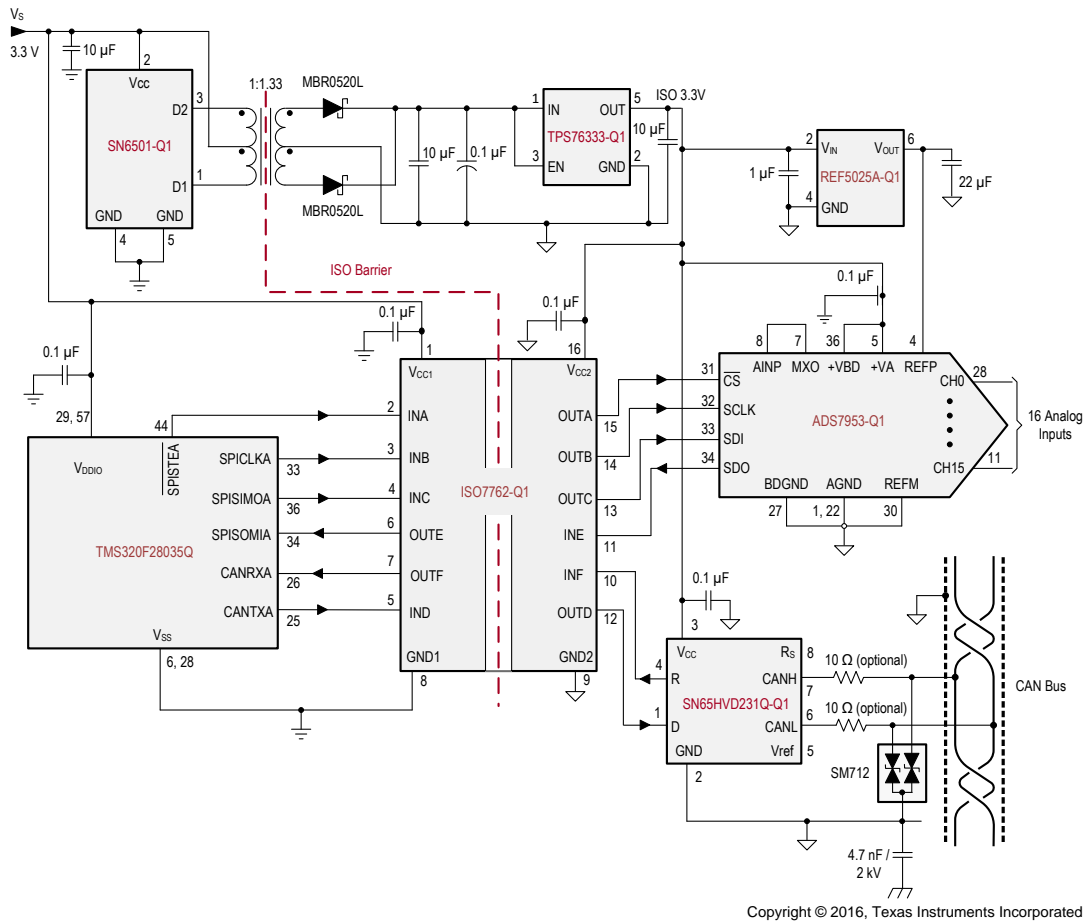 VS
3.3 V
10 µF
2
Vcc
D2
3
SN6501-Q1
D1
1
GND
GND
4
5
1:1.33
MBR0520L
MBR0520L
10 µF
0.1 µF
1
IN
OUT
5
TPS76333-Q1
3
EN
GND
2
ISO 3.3V
10 µF
1 µF
2
VIN
VOUT
6
REF5025A-Q1
4
GND
22 µF
ISO Barrier
0.1 µF
0.1 µF
0.1 µF
0.1 µF
29, 57
VDDIO
44
SPISTEA
SPICLKA
33
SPISIMOA
36
SPISOMIA
34
TMS320F28035Q
CANRXA
26
CANTXA
25
VSS
6, 28
1
VCC1
2
INA
3
INB
4
INC
6
OUTE
7
OUTF
5
IND
GND1
8
ISO7762-Q1
16
VCC2
OUTA
15
OUTB
14
OUTC
13
INE
11
INF
10
OUTD
12
GND2
9
8
7
36
5
4
AINP
MXO
+VBD
+VA
REFP
31
CS
32
SCLK
33
SDI
34
SDO
ADS7953-Q1
CH0
28
CH15
11
16 Analog
Inputs
BDGND
AGND
REFM
27
1, 22
30
0.1 µF
3
VCC
RS
8
4
R
CANH
7
SN65HVD231Q-Q1
1
D
CANL
6
GND
Vref
5
2
10 Ω (optional)
10 Ω (optional)
SM712
CAN Bus
4.7 nF /
2 kV
Copyright © 2016, Texas Instruments Incorporated